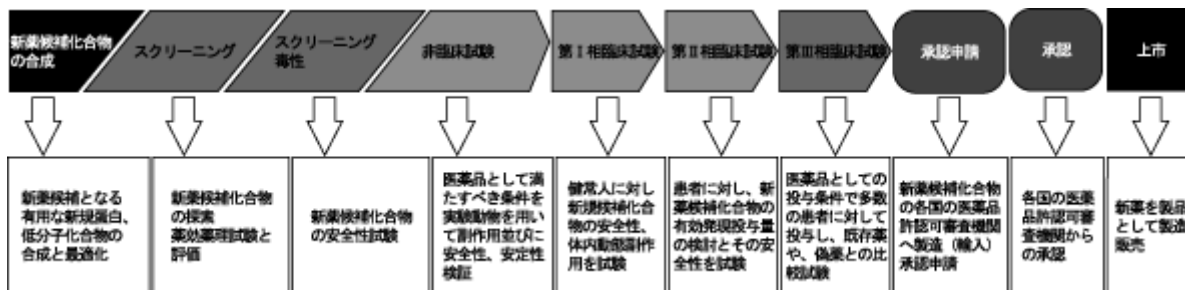 新薬候補化合物
の合成
スクリーニング
スクリーニング
毒性
非臨床試験
第Ⅰ相臨床試験
第Ⅱ相臨床試験
第Ⅲ相臨床試験
承認申請
承認
上市
新薬候補となる
有用な新規蛋白、
低分子化合物の
合成と最適化
新薬候補化合物
の探索
薬効薬理試験と
評価
新薬候補化合物
の安全性試験
医薬品として満
たすべき条件を
実験動物を用い
て副作用並びに
安全性、安定性
検証
健常人に対し
新規候補化合
物の安全性、
体内動態副作
用を試験
患者に対し、新
薬候補化合物の
有効発現投与量
の検討とその安
全性を試験
医薬品としての
投与条件で多数
の患者に対して
投与し、既存薬
や、偽薬との比
較試験
新薬候補化合物
の各国の医薬品
許認可審査機関
へ製造（輸入）
承認申請
各国の医薬
品許認可審
査機関から
の承認
新薬を製品
として製造
販売